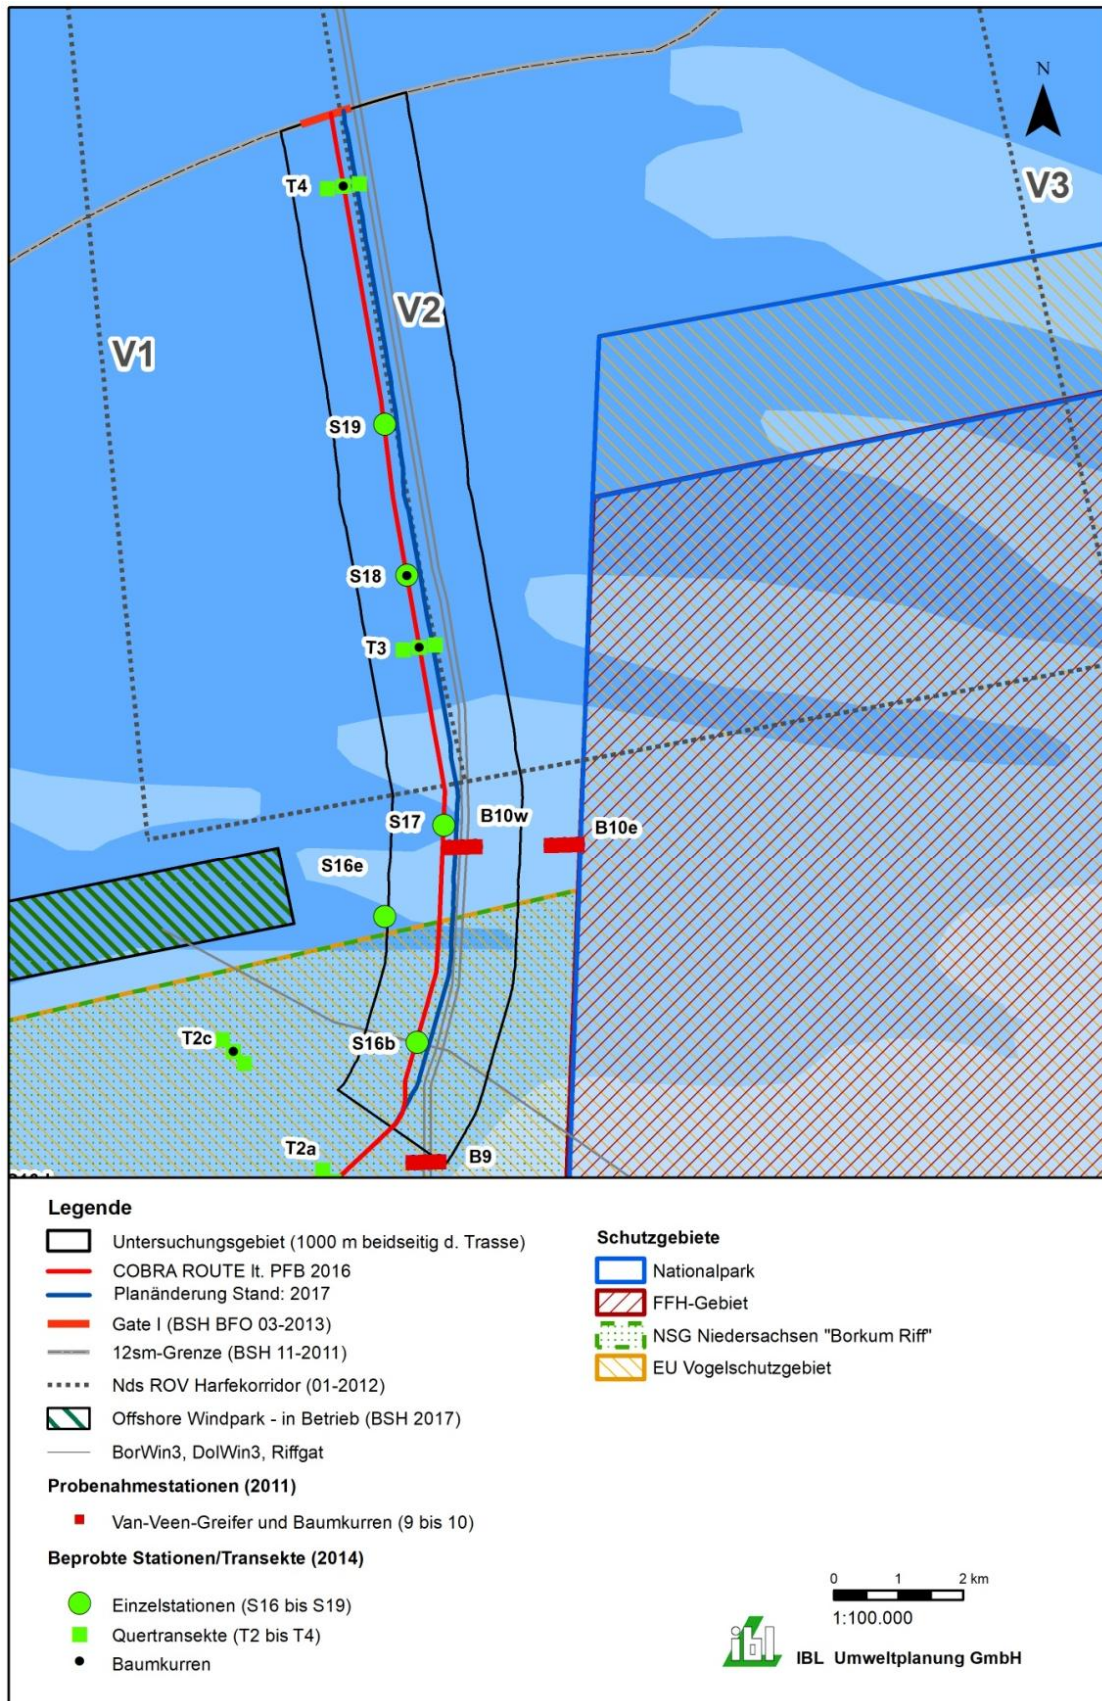 N
T4
V3
V2
V1
S19
S18
T3
S17
B10w
B10e
S16e
T2c
S16b
T2a
B9
Legende
Untersuchungsgebiet (1000 m beidseitig d. Trasse)
COBRA ROUTE lt. PFB 2016
Planänderung Stand: 2017
Gate I (BSH BFO 03-2013)
12sm-Grenze (BSH 11-2011)
Nds ROV Harfekorridor (01-2012)
Offshore Windpark - in Betrieb (BSH 2017)
BorWin3, DolWin3, Riffgat
Probenahmestationen (2011)
Van-Veen-Greifer und Baumkurren (9 bis 10)
Beprobte Stationen/Transekte (2014)
Einzelstationen (S16 bis S19)
Quertransekte (T2 bis T4)
Baumkurren
Schutzgebiete
Nationalpark
FFH-Gebiet
NSG Niedersachsen "Borkum Riff"
EU Vogelschutzgebiet
0 1 2 km
1:100.000
ibl
IBL Umweltplanung GmbH